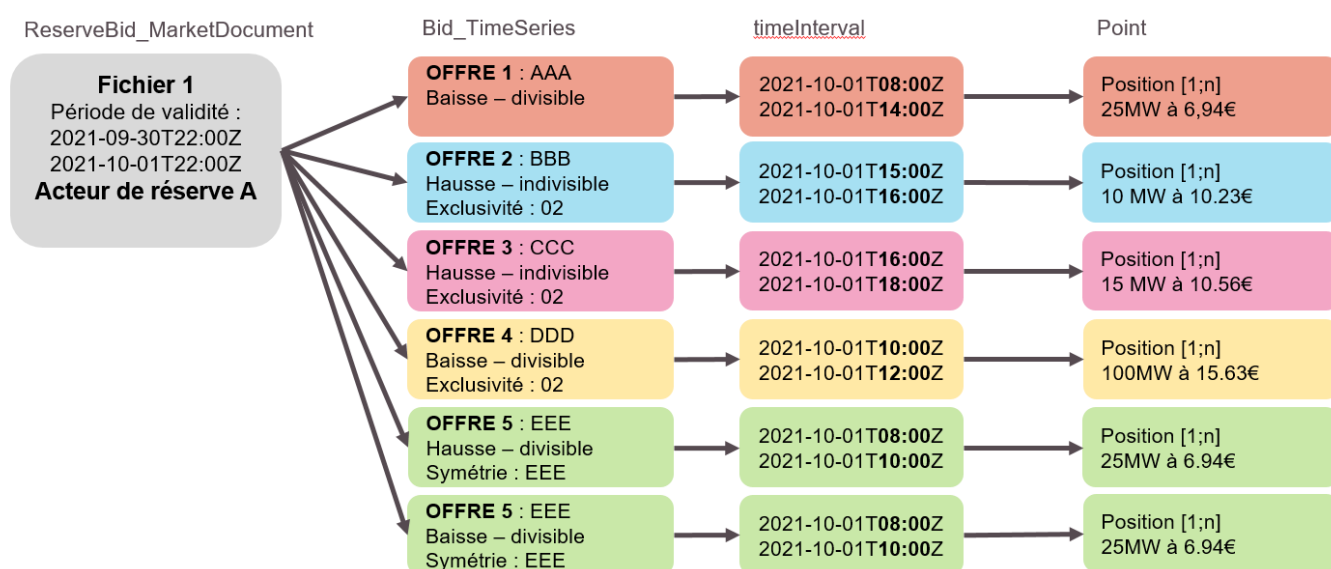 ReserveBid_MarketDocument
Bid_TimeSeries
timeInterval
Point
Fichier 1
Période de validité :
2021-09-30T22:00Z
2021-10-01T22:00Z
Acteur de réserve A
OFFRE 1 : AAA
Baisse – divisible
2021-10-01T08:00Z
2021-10-01T14:00Z
Position [1;n]
25MW à 6,94€
OFFRE 2 : BBB
Hausse – indivisible
Exclusivité : 02
2021-10-01T15:00Z
2021-10-01T16:00Z
Position [1;n]
10 MW à 10.23€
OFFRE 3 : CCC
Hausse – indivisible
Exclusivité : 02
2021-10-01T16:00Z
2021-10-01T18:00Z
Position [1;n]
15 MW à 10.56€
OFFRE 4 : DDD
Baisse – divisible
Exclusivité : 02
2021-10-01T10:00Z
2021-10-01T12:00Z
Position [1;n]
100MW à 15.63€
OFFRE 5 : EEE
Hausse – divisible
Symétrie : EEE
2021-10-01T08:00Z
2021-10-01T10:00Z
Position [1;n]
25MW à 6.94€
OFFRE 5 : EEE
Baisse – divisible
Symétrie : EEE
2021-10-01T08:00Z
2021-10-01T10:00Z
Position [1;n]
25MW à 6.94€